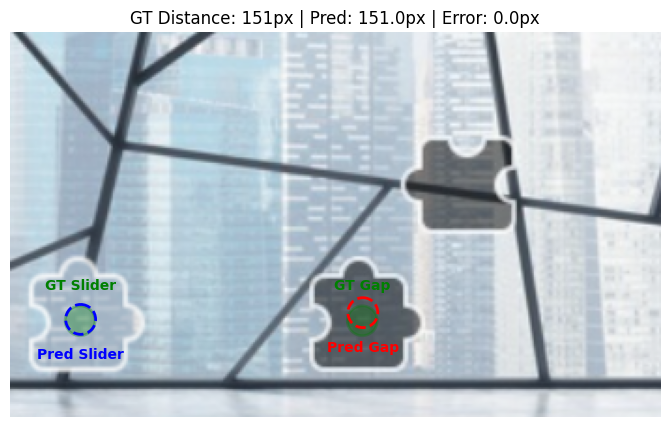 GT Distance: 151px | Pred: 151.0px | Error: 0.0px
GT Slider
GT Gap
Pred Slider
Pred Gap